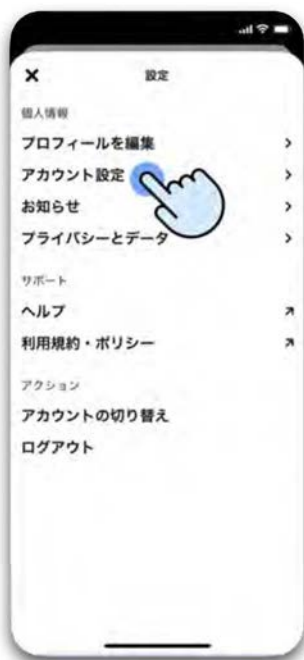 設定
個人情報
プロフィールを編集
アカウント設定
お知らせ
プライバシーとデータ
サポート
ヘルプ
利用規約・ポリシー
アクション
アカウントの切り替え
ログアウト